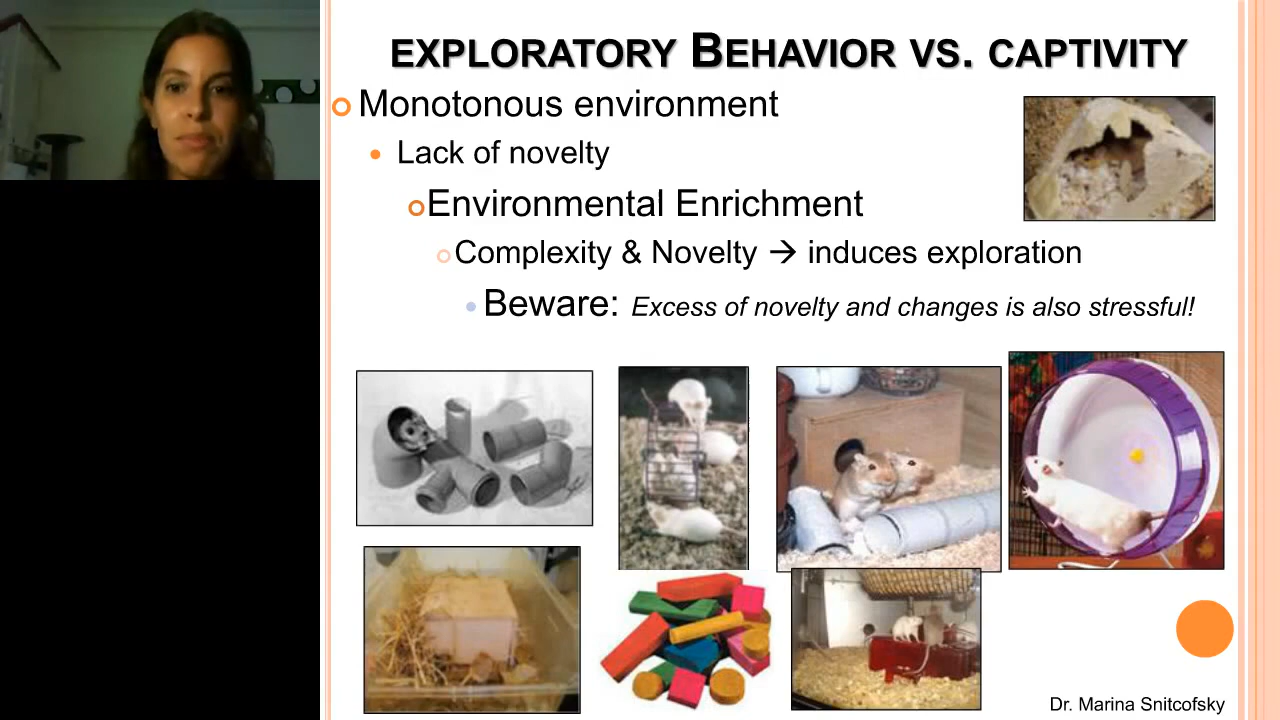 EXPLORATORY BEHAVIOR VS. CAPTIVITY
Monotonous environment
Lack of novelty
Environmental Enrichment
Complexity & Novelty → induces exploration
Beware: Excess of novelty and changes is also stressful!
Dr. Marina Snitcofsky